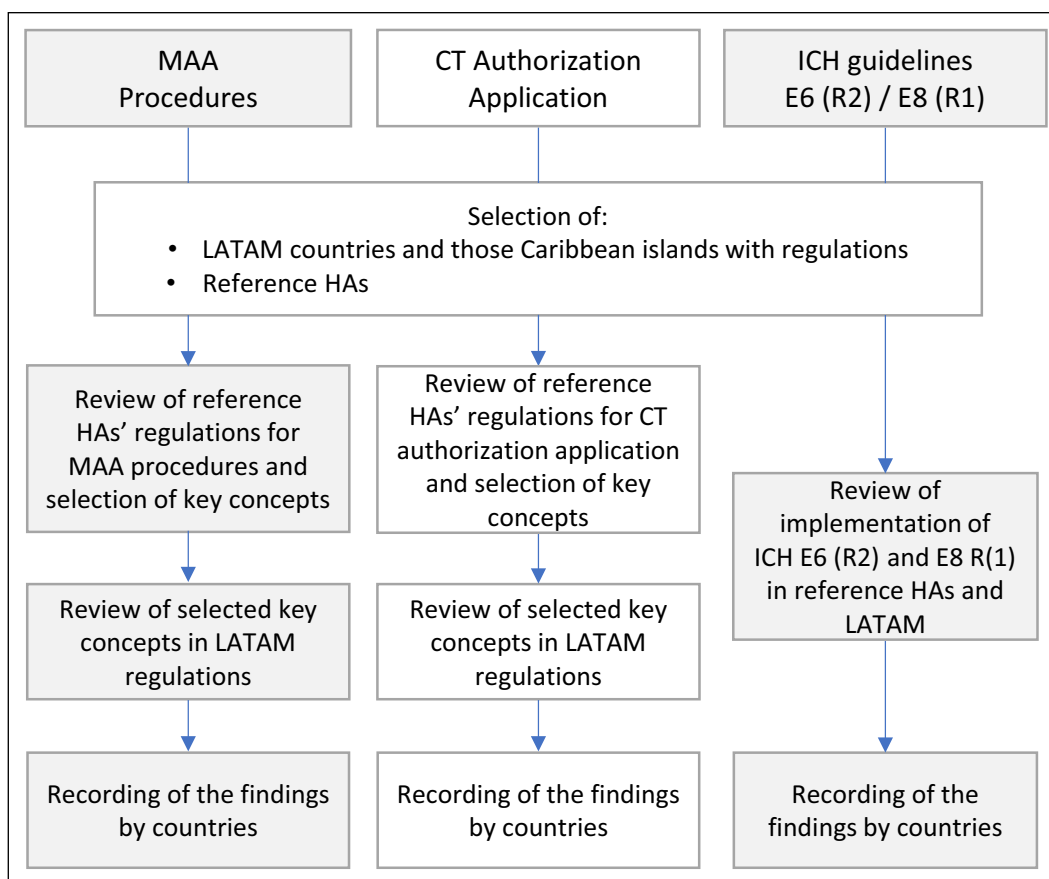 MAA
Procedures
CT Authorization
Application
ICH guidelines
E6 (R2) / E8 (R1)
Selection of:
• LATAM countries and those Caribbean islands with regulations
• Reference HAs
Review of reference
HAs’ regulations for
MAA procedures and
selection of key concepts
Review of reference
HAs’ regulations for CT
authorization application
and selection of key
concepts
Review of
implementation of
ICH E6 (R2) and E8 R(1)
in reference HAs and
LATAM
Review of selected key
concepts in LATAM
regulations
Review of selected key
concepts in LATAM
regulations
Recording of the findings
by countries
Recording of the findings
by countries
Recording of the
findings by countries